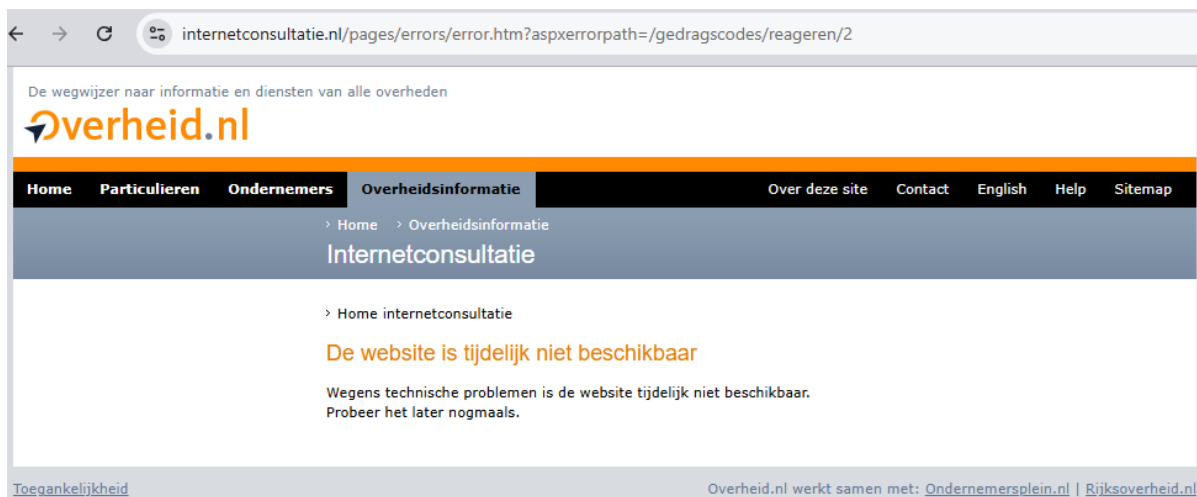 internetconsultatie.nl/pages/errors/error.htm?aspxerrorpath=/gedragscodes/reageren/2
De wegwijzer naar informatie en diensten van alle overheden
Overheid.nl
Home Particulieren Ondernemers Overheidsinformatie Over deze site Contact English Help Sitemap
› Home › Overheidsinformatie
Internetconsultatie
› Home internetconsultatie
De website is tijdelijk niet beschikbaar
Wegens technische problemen is de website tijdelijk niet beschikbaar.
Probeer het later nogmaals.
Toegankelijkheid Overheid.nl werkt samen met: Ondernemersplein.nl | Rijksoverheid.nl